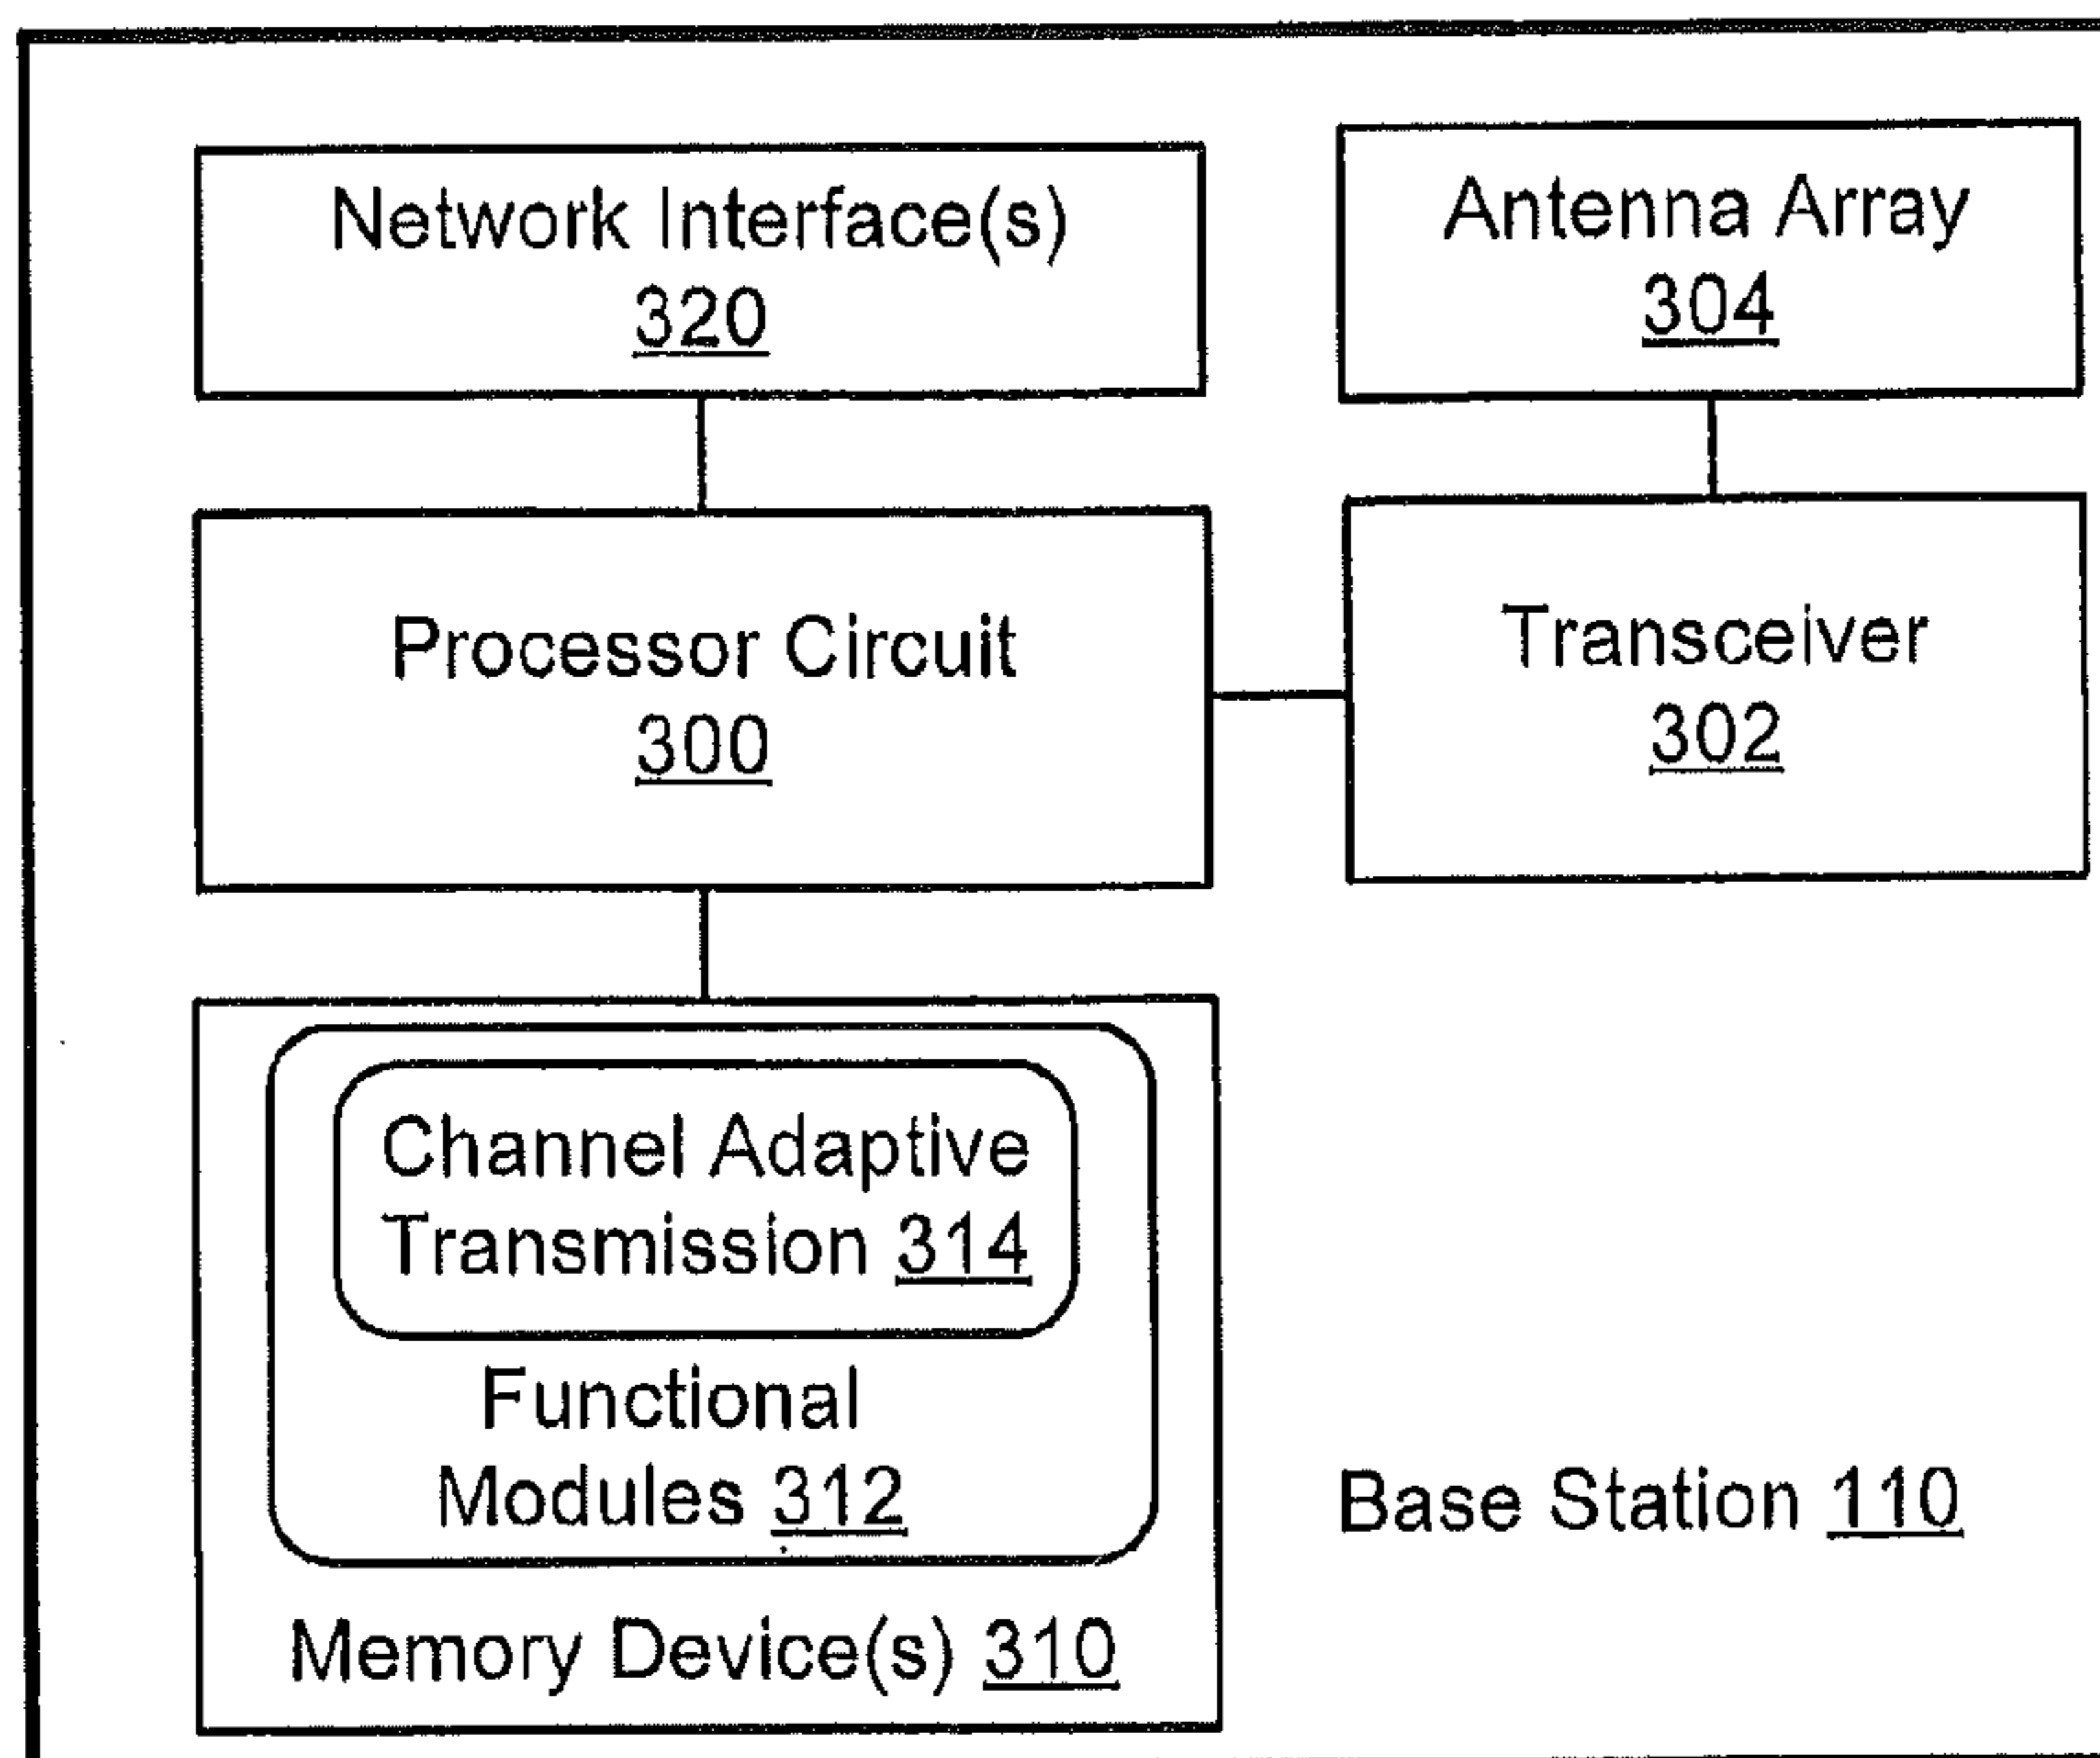 Network Interface(s)
320
Antenna Array
304
Processor Circuit
300
Transceiver
302
Channel Adaptive
Transmission 314
Functional
Modules 312
Memory Device(s) 310
Base Station 110